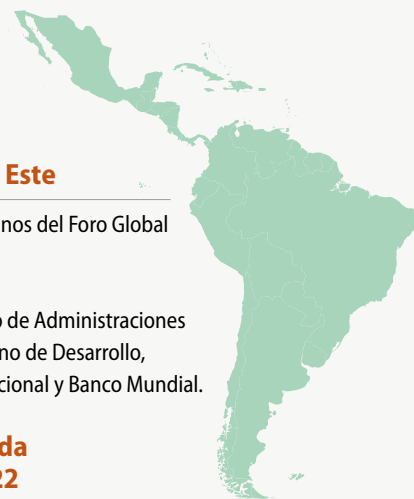 Este
nos del Foro Global
o de Administraciones
no de Desarrollo,
cional y Banco Mundial.
da
22